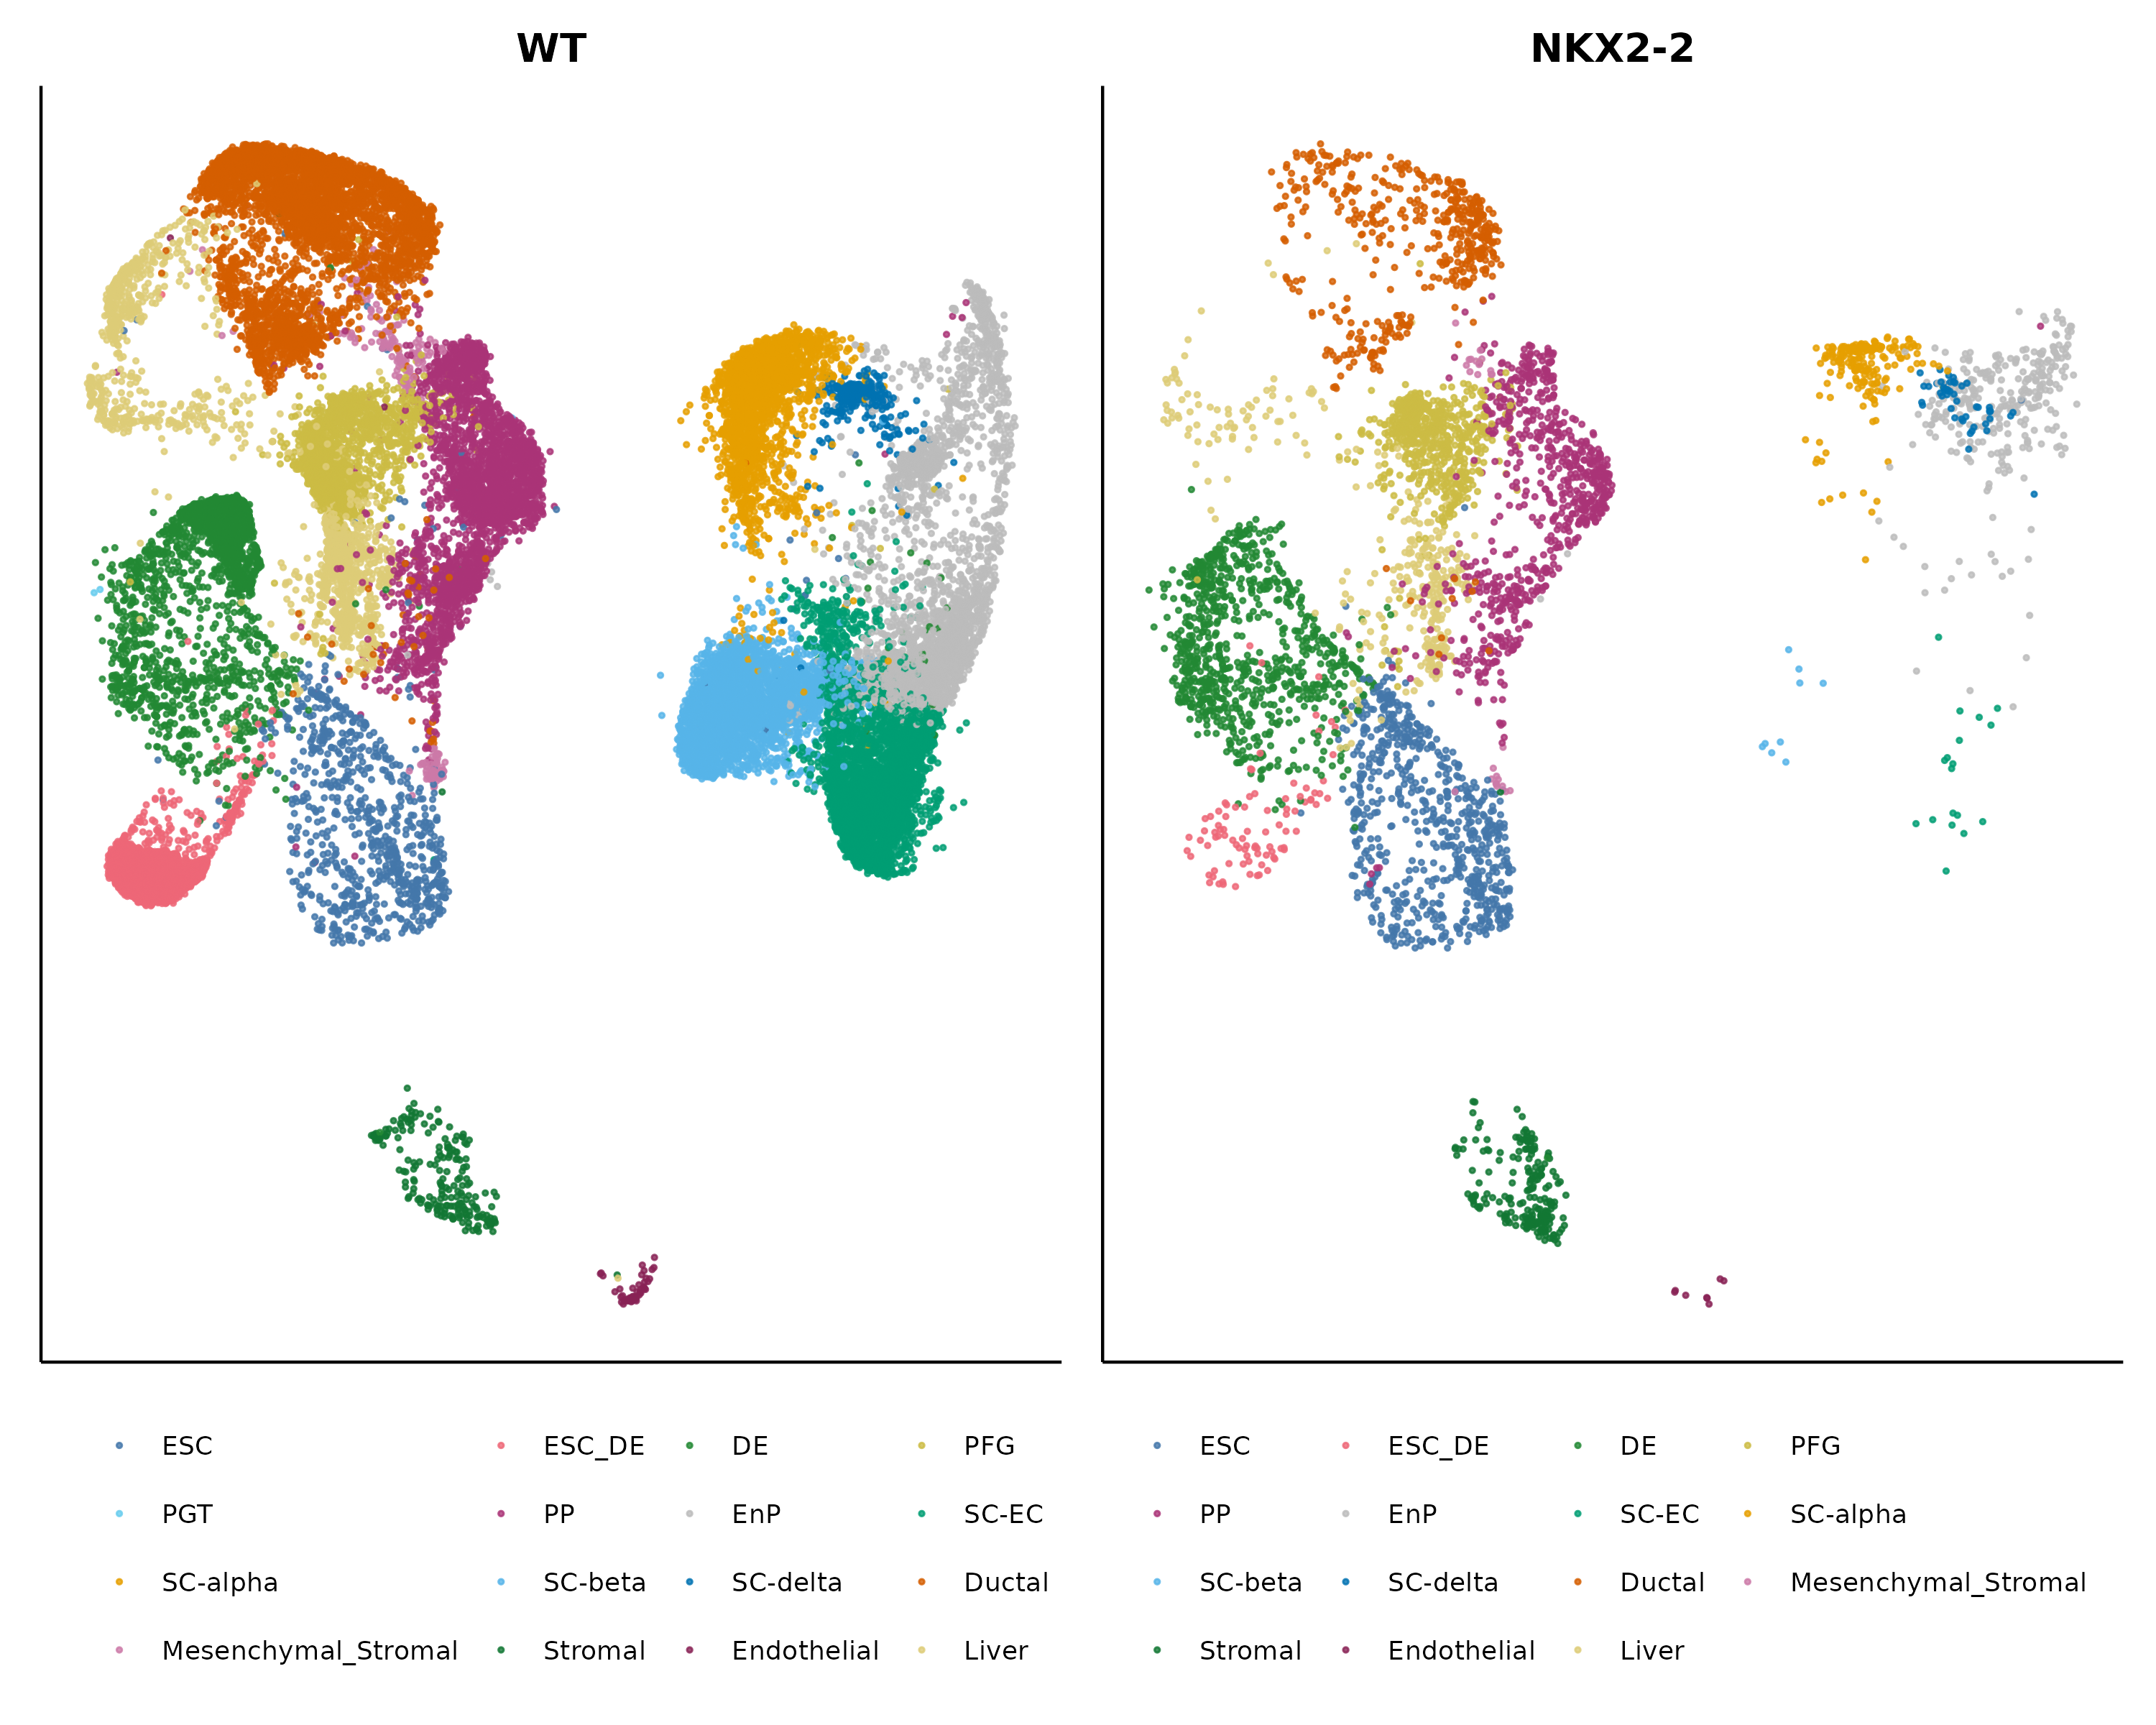 WT
NKX2-2
ESC ESC_DE DE PFG
PGT PP EnP SC-EC
SC-alpha SC-beta SC-delta Ductal
Mesenchymal_Stromal Stromal Endothelial Liver
ESC ESC_DE DE PFG
PP EnP SC-EC SC-alpha
SC-beta SC-delta Ductal Mesenchymal_Stromal
Stromal Endothelial Liver